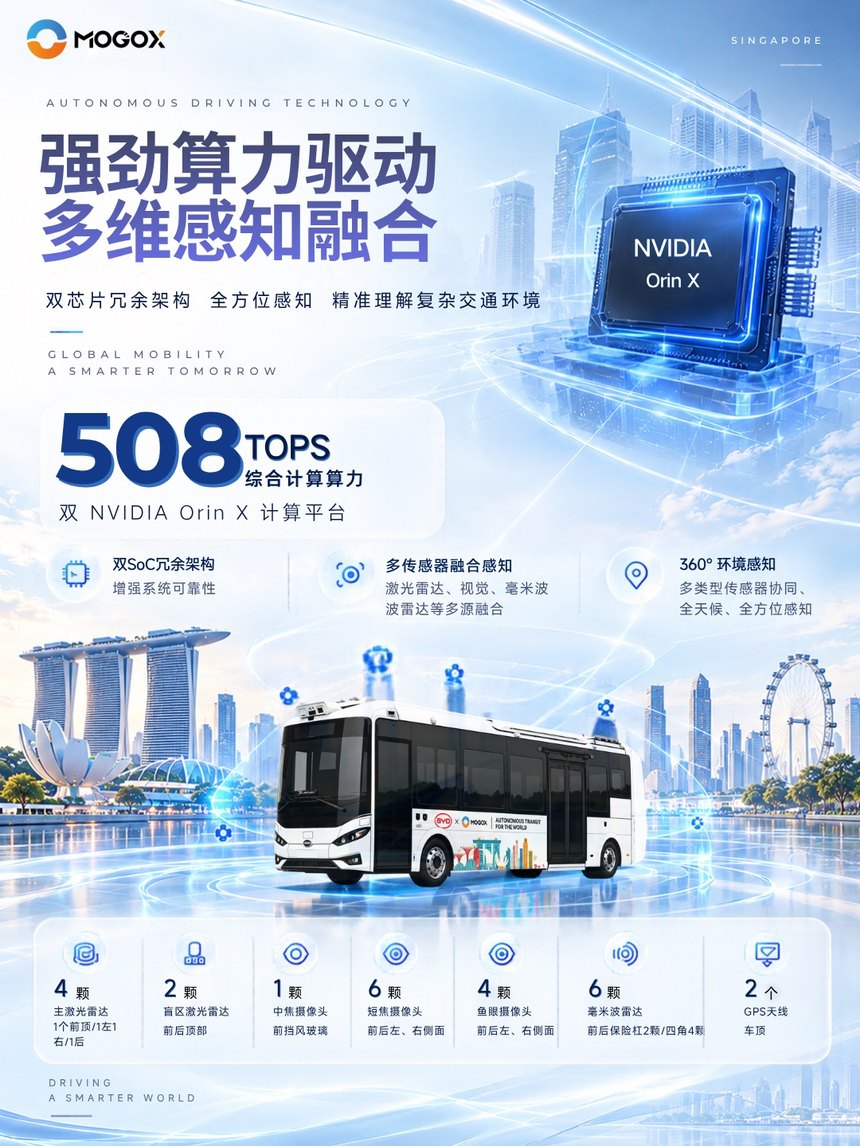 MOGOX
SINGAPORE
AUTONOMOUS DRIVING TECHNOLOGY
强劲算力驱动
多维感知融合
双芯片冗余架构 全方位感知 精准理解复杂交通环境
GLOBAL MOBILITY
A SMARTER TOMORROW
NVIDIA
Orin X
508 TOPS
综合计算算力
双 NVIDIA Orin X 计算平台
双SoC冗余架构
增强系统可靠性
多传感器融合感知
激光雷达、视觉、毫米波
波雷达等多源融合
360° 环境感知
多类型传感器协同、
全天候、全方位感知
BYD × MOGOX
AUTONOMOUS TRANSIT
FOR THE WORLD
4 颗
主激光雷达
1个前顶/1左1
右/1后
2 颗
盲区激光雷达
前后顶部
1 颗
中焦摄像头
前挡风玻璃
6 颗
短焦摄像头
前后左、右侧面
4 颗
鱼眼摄像头
前后左、右侧面
6 颗
毫米波雷达
前后保险杠2颗/四角4颗
2 个
GPS天线
车顶
DRIVING
A SMARTER WORLD